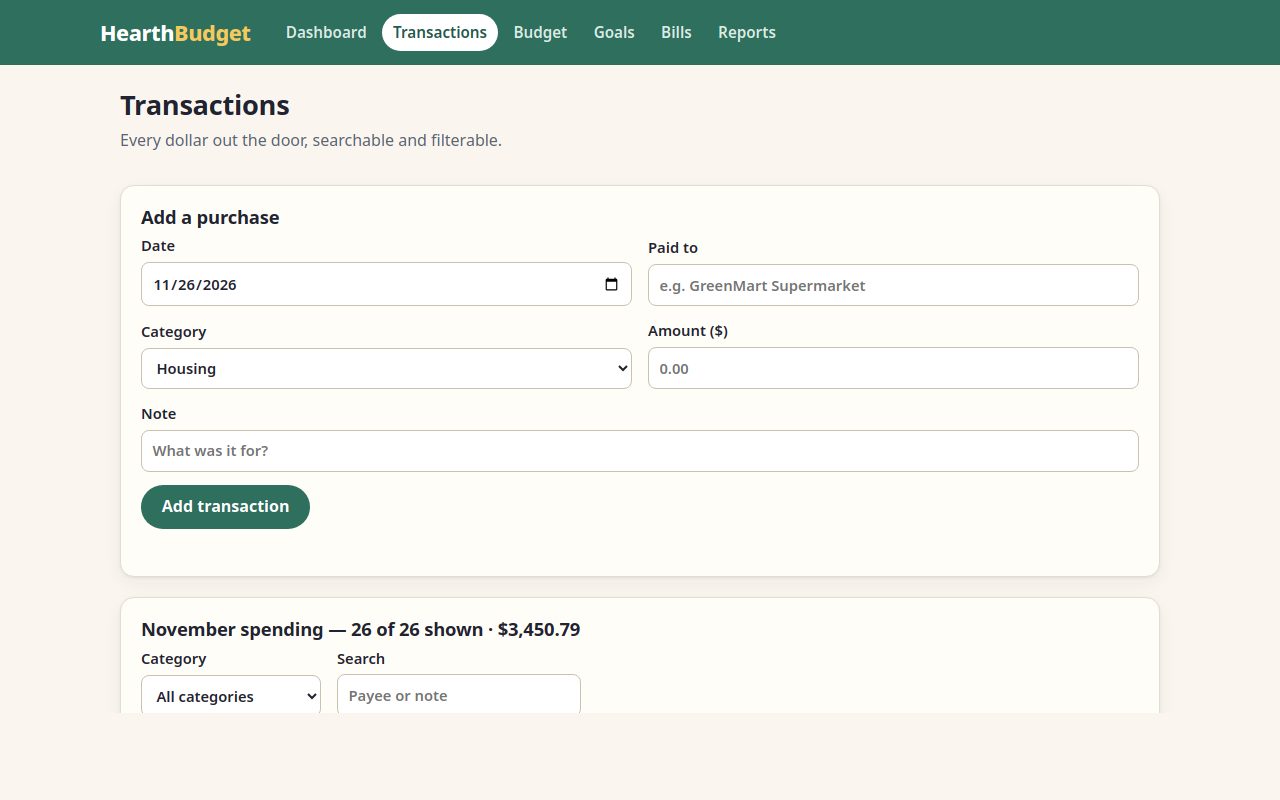 HearthBudget Dashboard Transactions Budget Goals Bills Reports
Transactions
Every dollar out the door, searchable and filterable.
Add a purchase
Date
11/26/2026
Paid to
e.g. GreenMart Supermarket
Category
Housing
Amount ($)
0.00
Note
What was it for?
Add transaction
November spending — 26 of 26 shown · $3,450.79
Category
All categories
Search
Payee or note